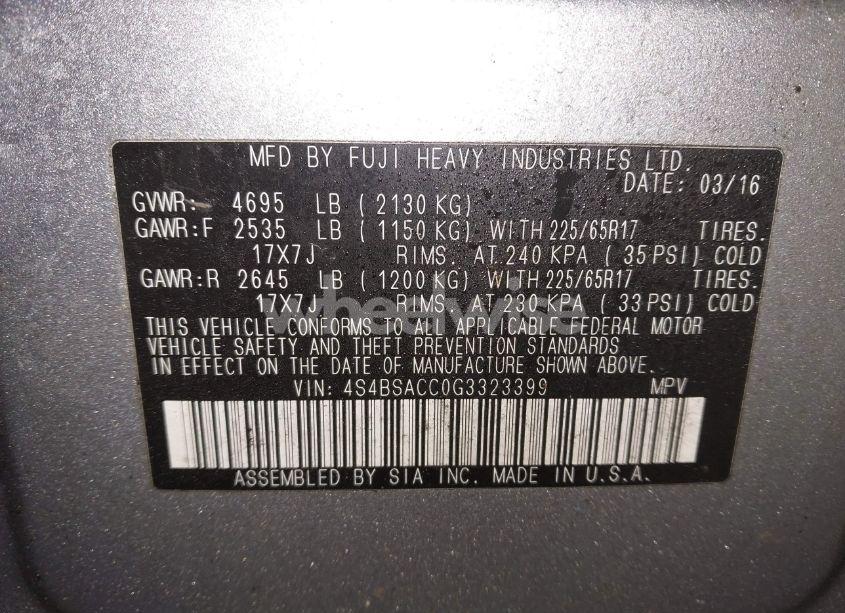 MFD BY FUJI HEAVY INDUSTRIES LTD.
DATE: 03/16
GVWR: 4695 LB ( 2130 KG)
GAWR:F 2535 LB ( 1150 KG) WITH 225/65R17 TIRES.
17X7J RIMS. AT 240 KPA ( 35 PSI) COLD
GAWR:R 2645 LB ( 1200 KG) WITH 225/65R17 TIRES.
17X7J RIMS. AT 230 KPA ( 33 PSI) COLD
THIS VEHICLE CONFORMS TO ALL APPLICABLE FEDERAL MOTOR
VEHICLE SAFETY AND THEFT PREVENTION STANDARDS
IN EFFECT ON THE DATE OF MANUFACTURE SHOWN ABOVE.
VIN: 4S4BSACC0G3323399 MPV
ASSEMBLED BY SIA INC. MADE IN U.S.A.
wheelwise